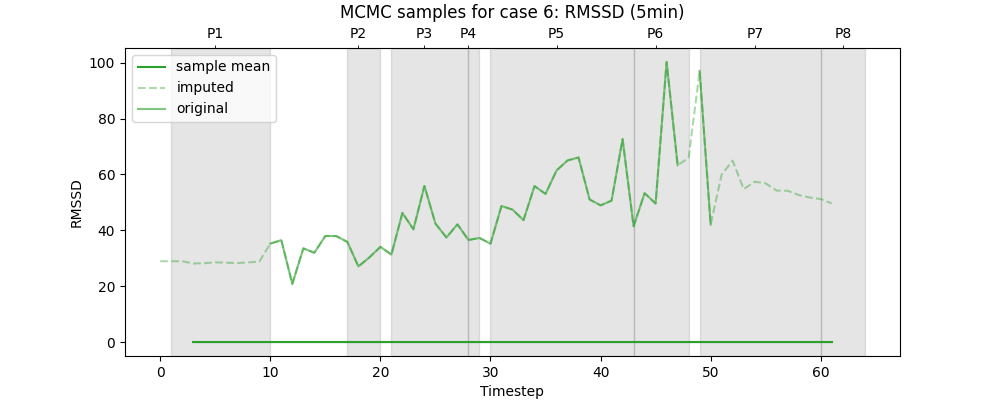 MCMC samples for case 6: RMSSD (5min)
P1 P2 P3 P4 P5 P6 P7 P8
sample mean
imputed
original
100
80
60
40
20
0
RMSSD
0 10 20 30 40 50 60
Timestep